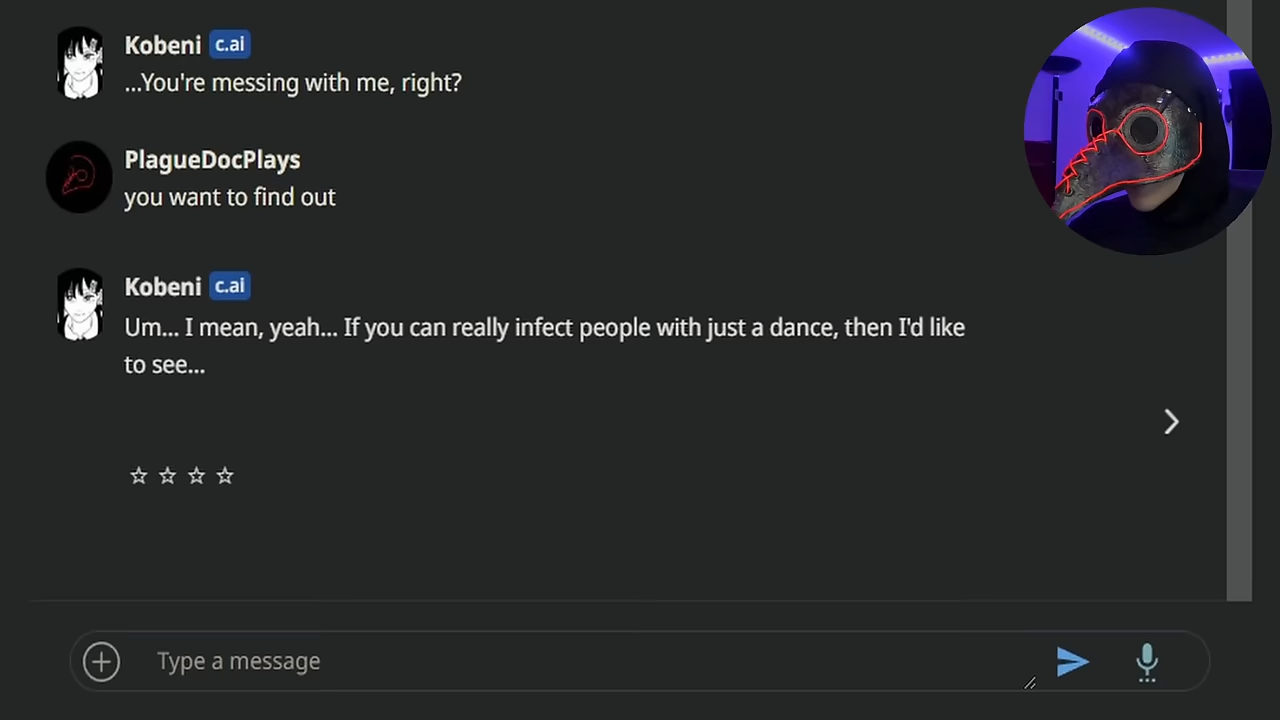 Kobeni c.ai
...You're messing with me, right?
PlagueDocPlays
you want to find out
Kobeni c.ai
Um... I mean, yeah... If you can really infect people with just a dance, then I'd like
to see...
Type a message